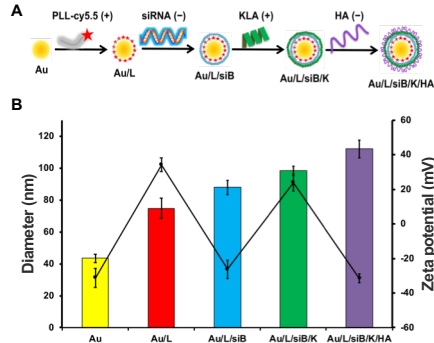 A
PLL-cy5.5 (+) siRNA (−) KLA (+) HA (−)
Au Au/L Au/L/siB Au/L/siB/K Au/L/siB/K/HA
B
Diameter (nm)
120
100
80
60
40
20
0
Zeta potential (mV)
60
40
20
0
-20
-40
-60
Au Au/L Au/L/siB Au/L/siB/K Au/L/siB/K/HA